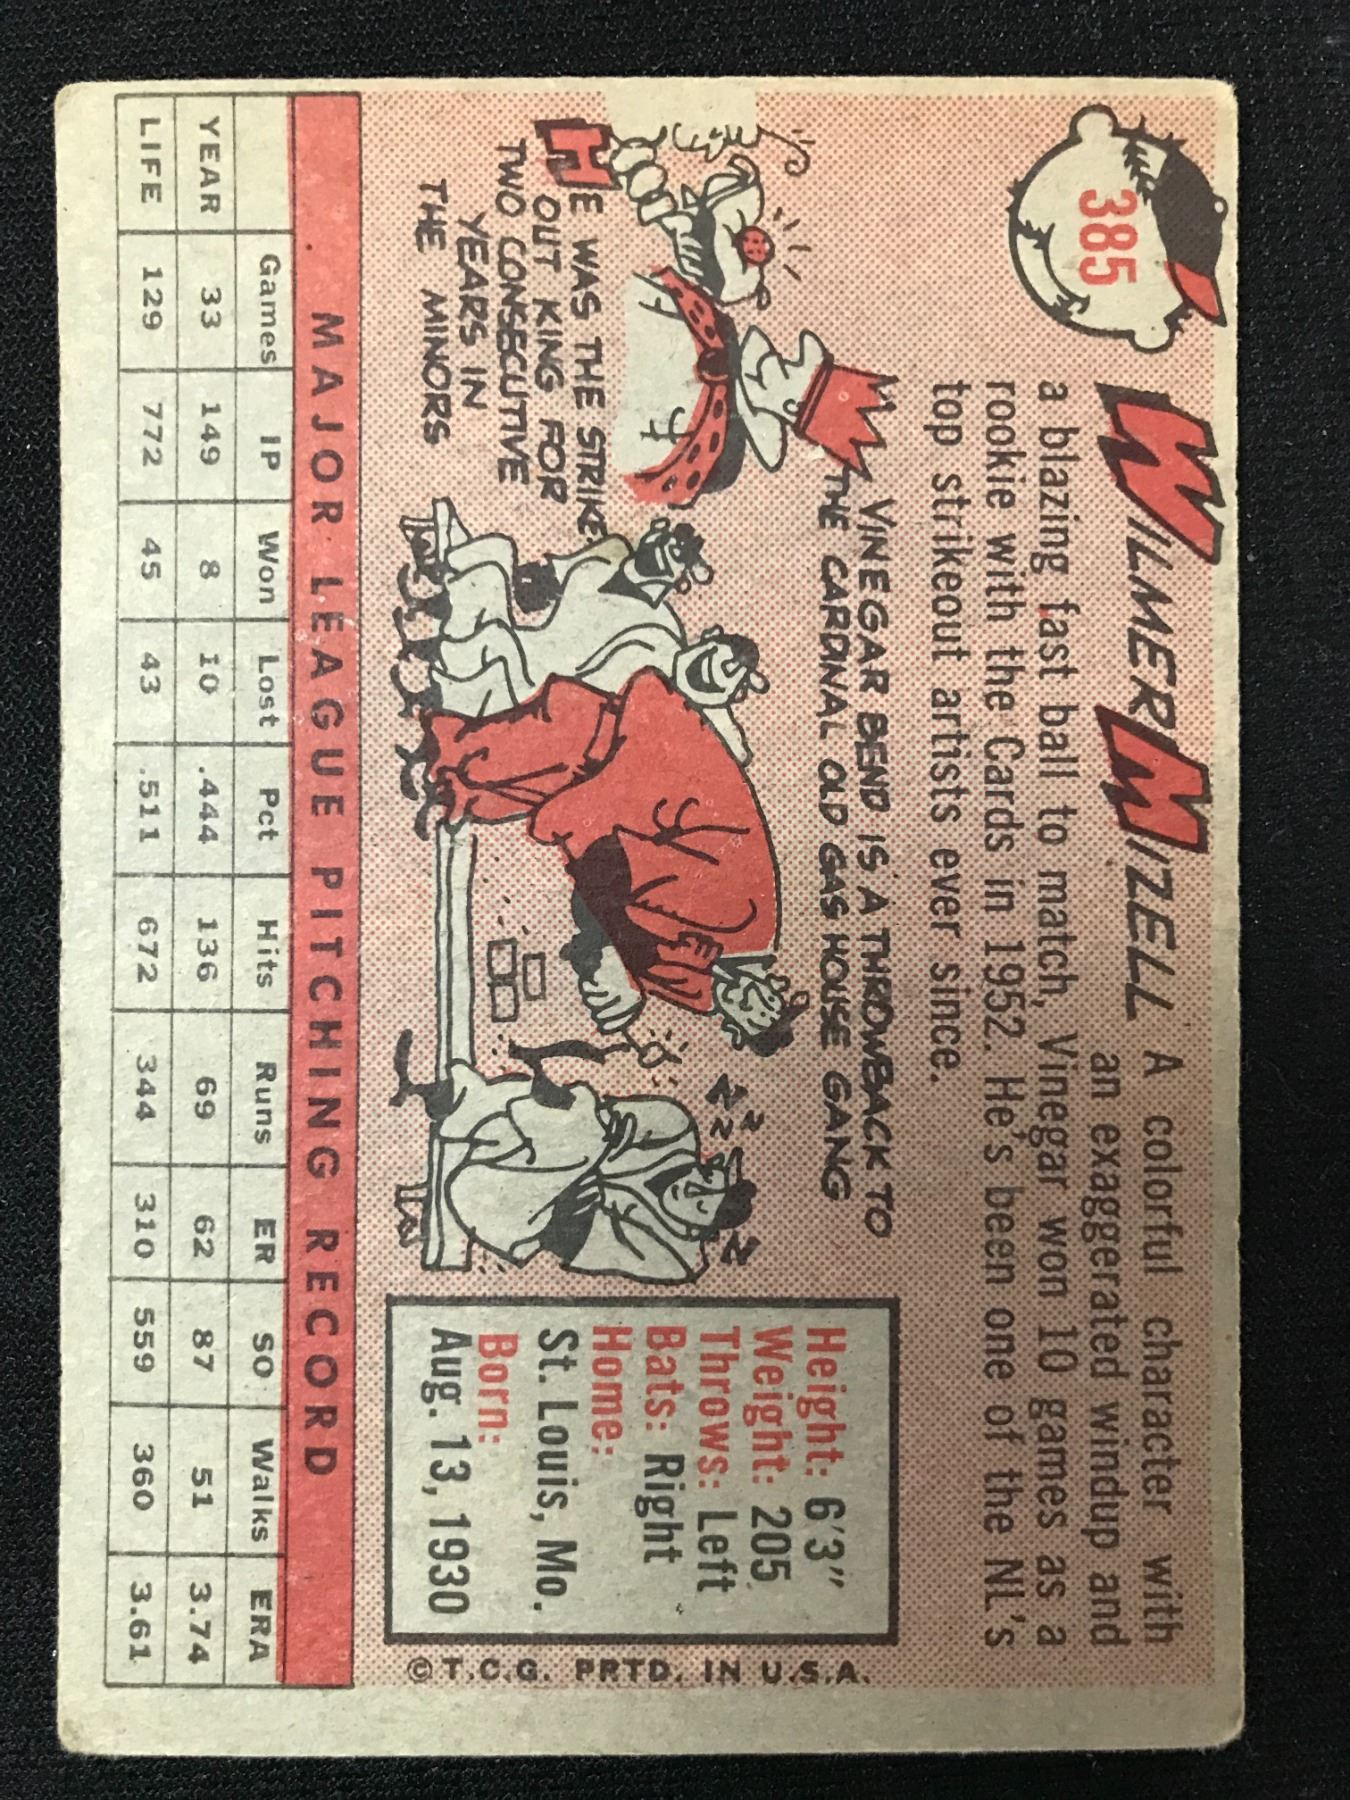 385
WILMER MIZELL A colorful character with
an exaggerated windup and
a blazing fast ball to match, Vinegar won 10 games as a
rookie with the Cards in 1952. He's been one of the NL's
top strikeout artists ever since.
VINEGAR BEND IS A THROWBACK TO
THE CARDINAL OLD GAS HOUSE GANG
HE WAS THE STRIKE
OUT KING FOR
TWO CONSECUTIVE
YEARS IN
THE MINORS
Z Z Z Z Z Z
Height: 6'3"
Weight: 205
Throws: Left
Bats: Right
Home:
St. Louis, Mo.
Born:
Aug. 13, 1930
© T.C.G. PRTD. IN U.S.A.
MAJOR LEAGUE PITCHING RECORD
Games IP Won Lost Pct Hits Runs ER SO Walks ERA
YEAR 33 149 8 10 .444 136 69 62 87 51 3.74
LIFE 129 772 45 43 .511 672 344 310 559 360 3.61